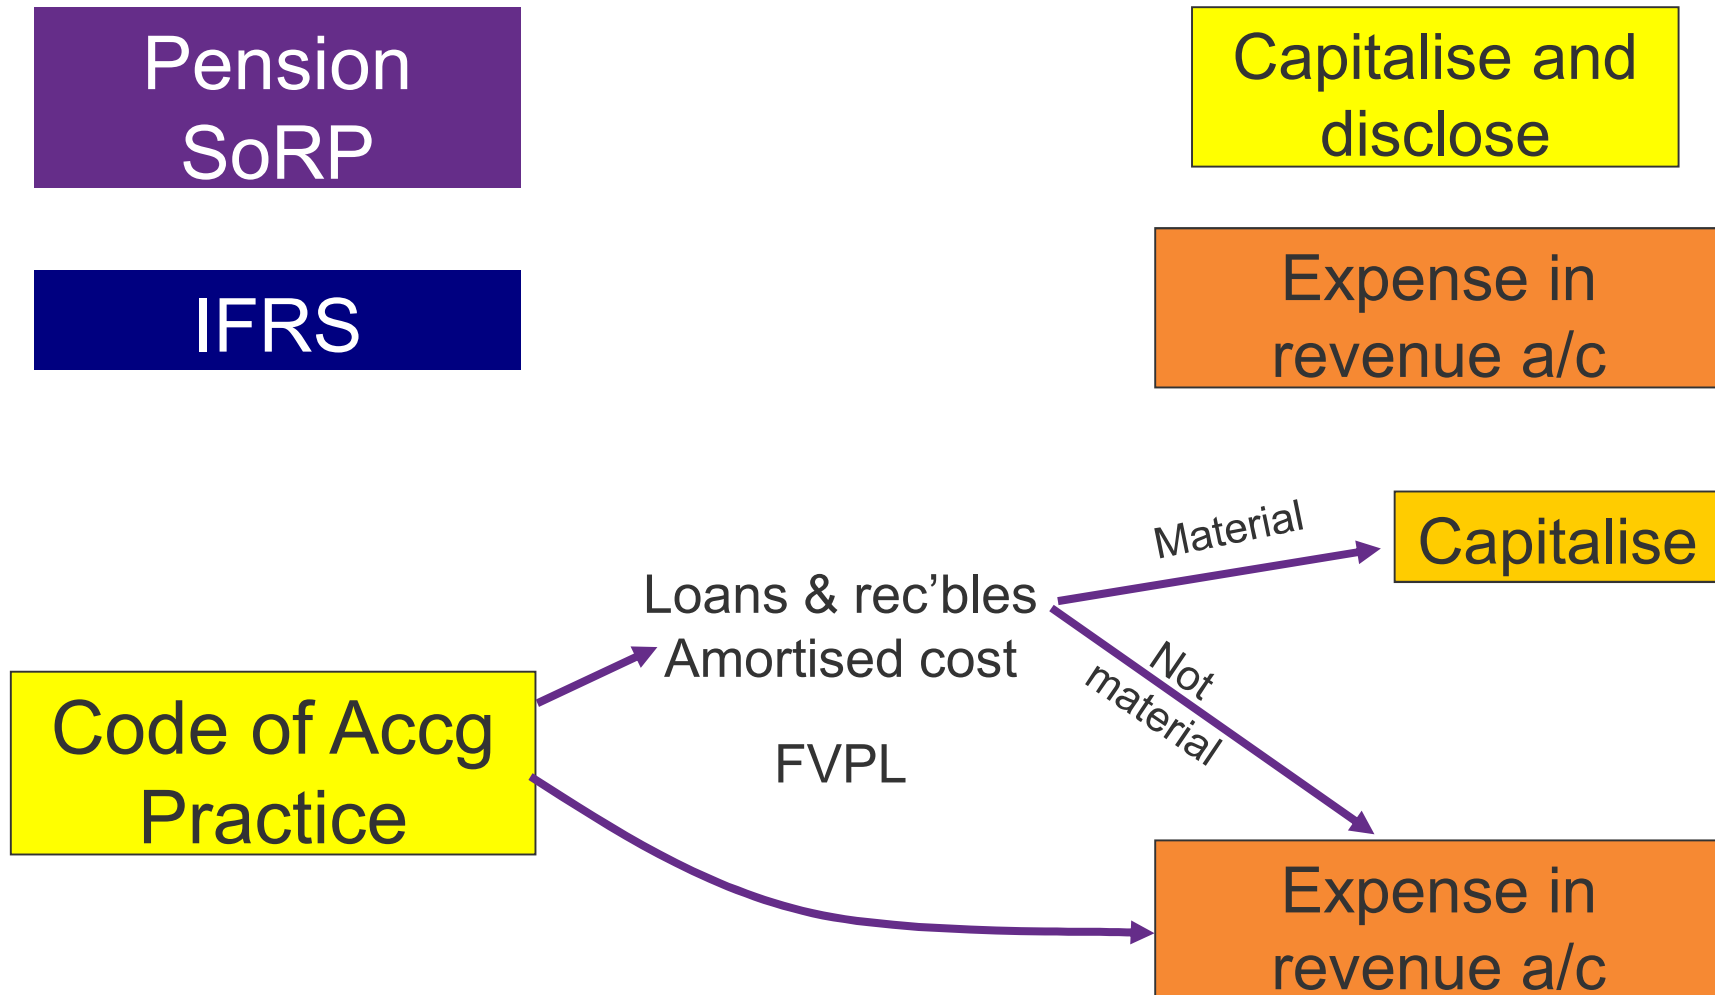 Pension
SoRP
Capitalise and
disclose
IFRS
Expense in
revenue a/c
Material
Capitalise
Loans & rec’bles
Amortised cost
Not
material
Code of Accg
Practice
FVPL
Expense in
revenue a/c